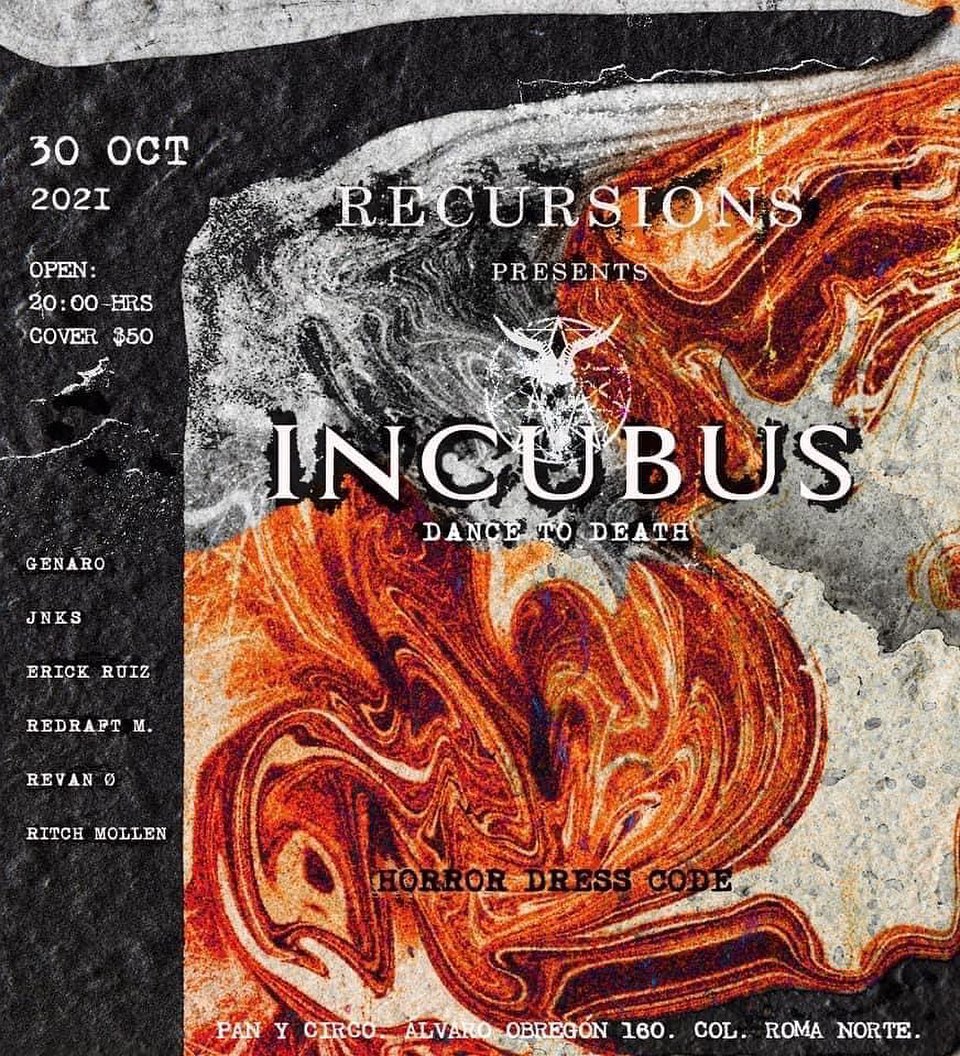 30 OCT
2021
OPEN:
20:00 HRS
COVER $50
RECURSIONS
PRESENTS
INCUBUS
DANCE TO DEATH
GENARO
JNKS
ERICK RUIZ
REDRAFT M.
REVAN Ø
RITCH MOLLEN
HORROR DRESS CODE
PAN Y CIRCO. ALVARO OBREGÓN 160. COL. ROMA NORTE.